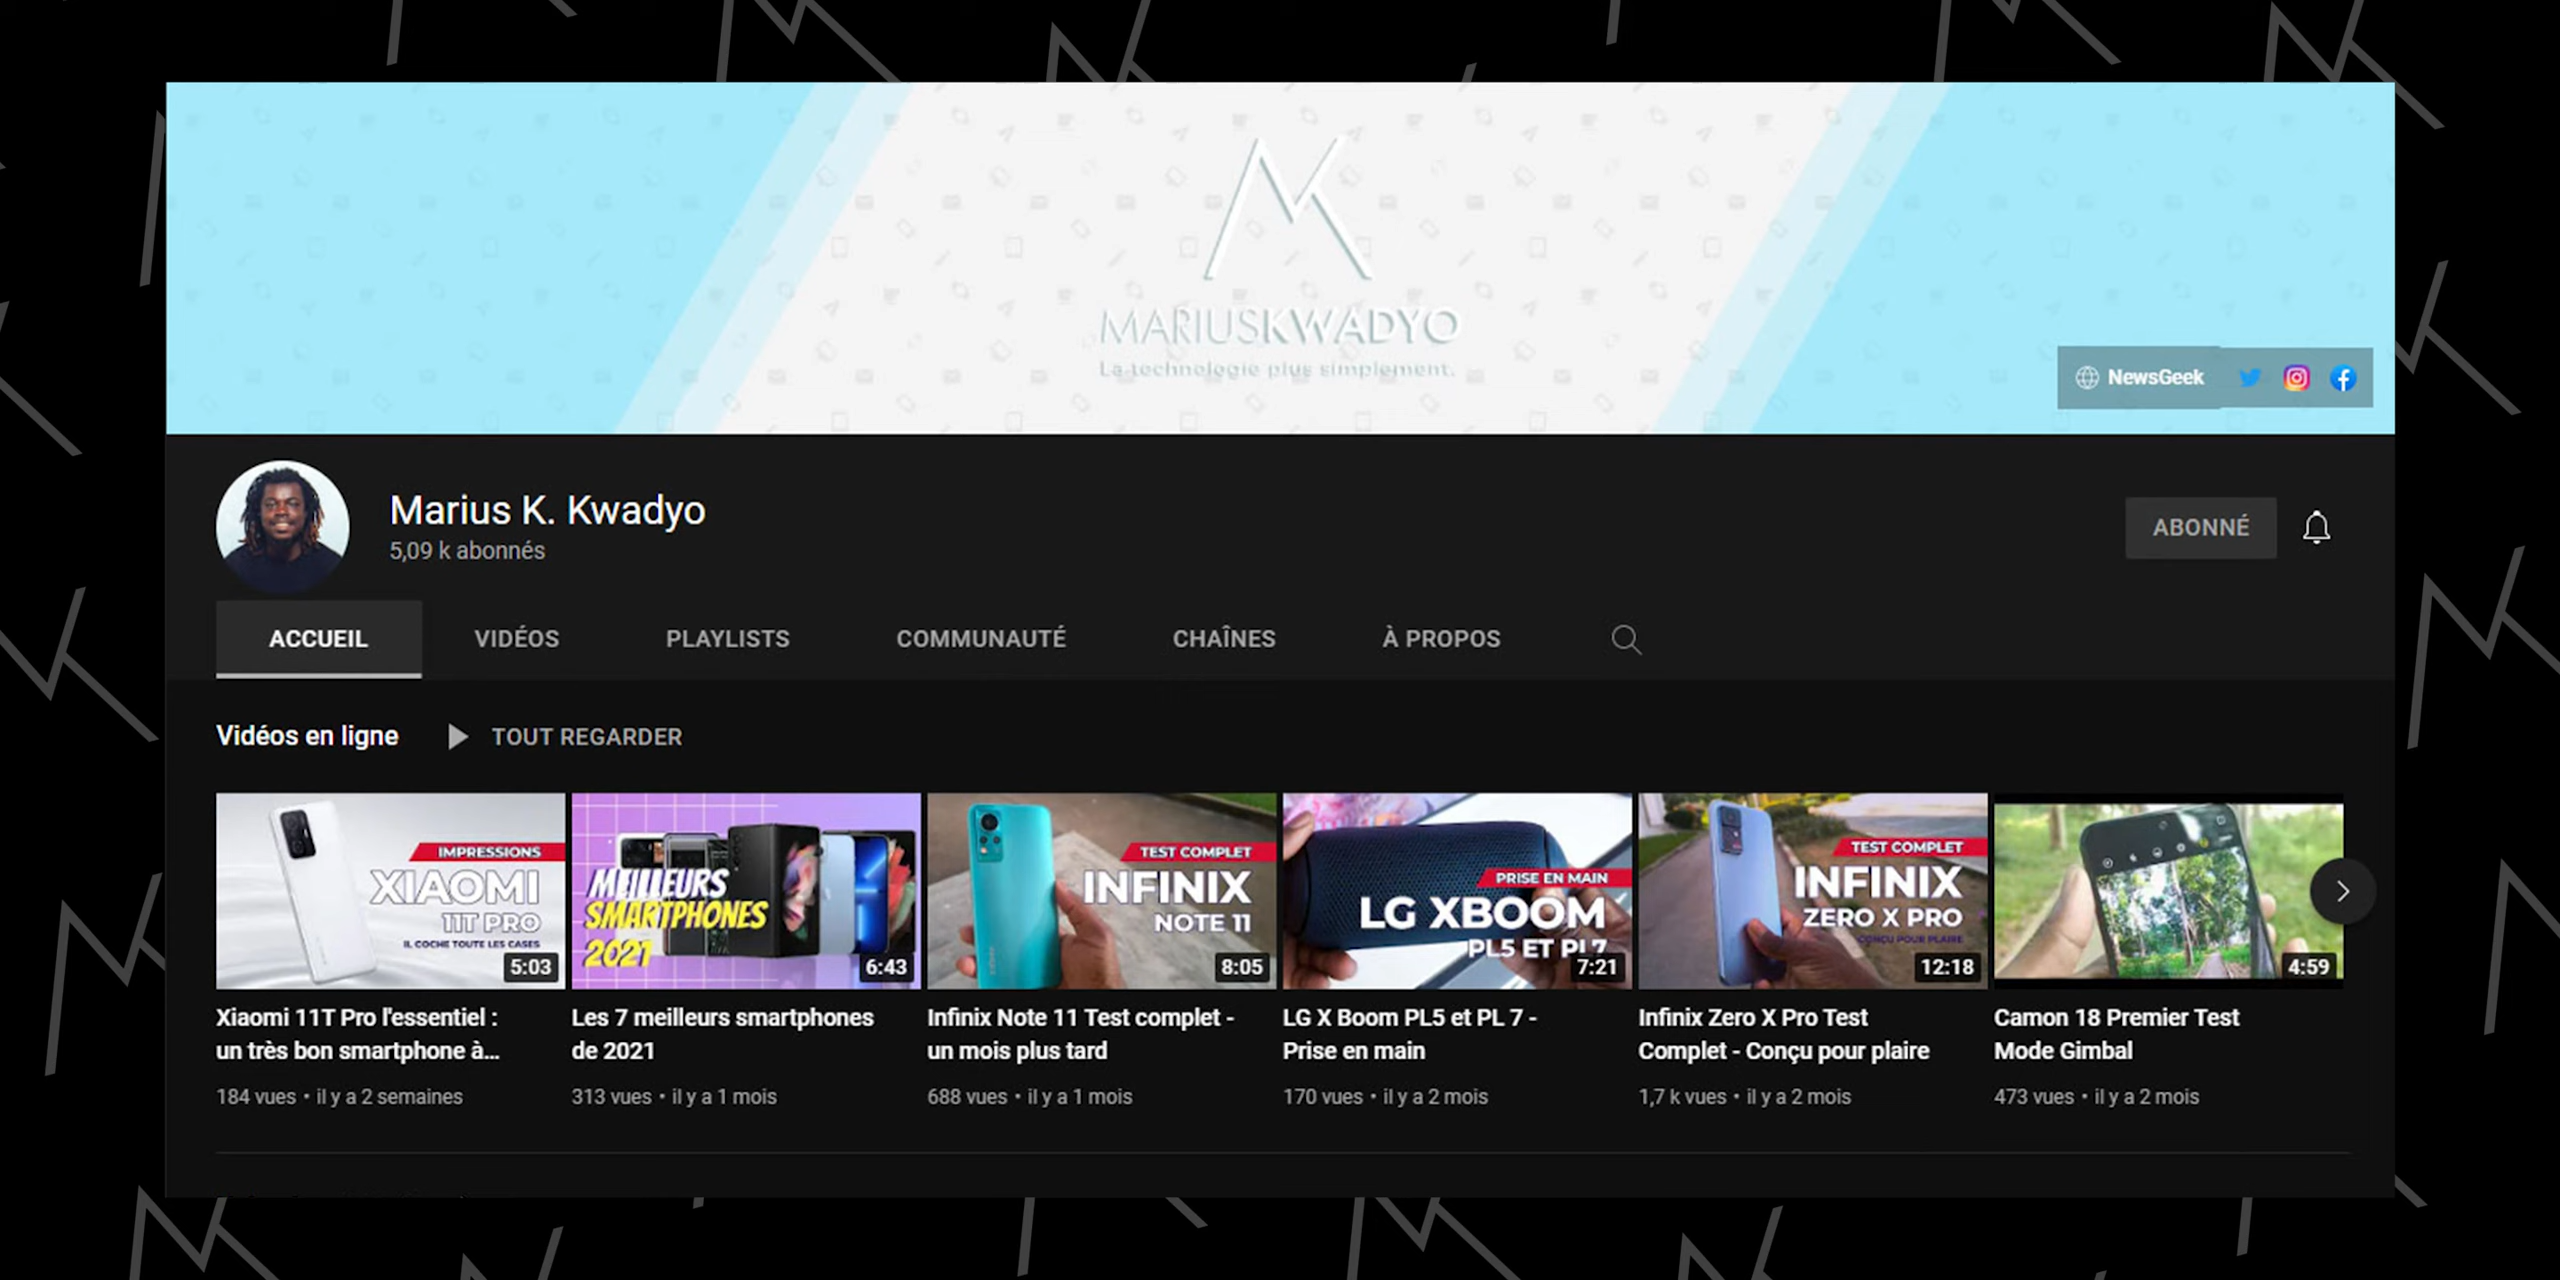 MARIUSKWADYO
La technologie plus simplement.
NewsGeek
Marius K. Kwadyo
5,09 k abonnés
ABONNÉ
ACCUEIL
VIDÉOS
PLAYLISTS
COMMUNAUTÉ
CHAÎNES
À PROPOS
Vidéos en ligne
TOUT REGARDER
IMPRESSIONS
XIAOMI
11T PRO
IL COCHE TOUTE LES CASES
5:03
Xiaomi 11T Pro l'essentiel :
un très bon smartphone à...
184 vues • il y a 2 semaines
MEILLEURS
SMARTPHONES
2021
6:43
Les 7 meilleurs smartphones
de 2021
313 vues • il y a 1 mois
TEST COMPLET
INFINIX
NOTE 11
8:05
Infinix Note 11 Test complet -
un mois plus tard
688 vues • il y a 1 mois
PRISE EN MAIN
LG XBOOM
PL5 ET PL7
7:21
LG X Boom PL5 et PL 7 -
Prise en main
170 vues • il y a 2 mois
TEST COMPLET
INFINIX
ZERO X PRO
CONÇU POUR PLAIRE
12:18
Infinix Zero X Pro Test
Complet - Conçu pour plaire
1,7 k vues • il y a 2 mois
4:59
Camon 18 Premier Test
Mode Gimbal
473 vues • il y a 2 mois